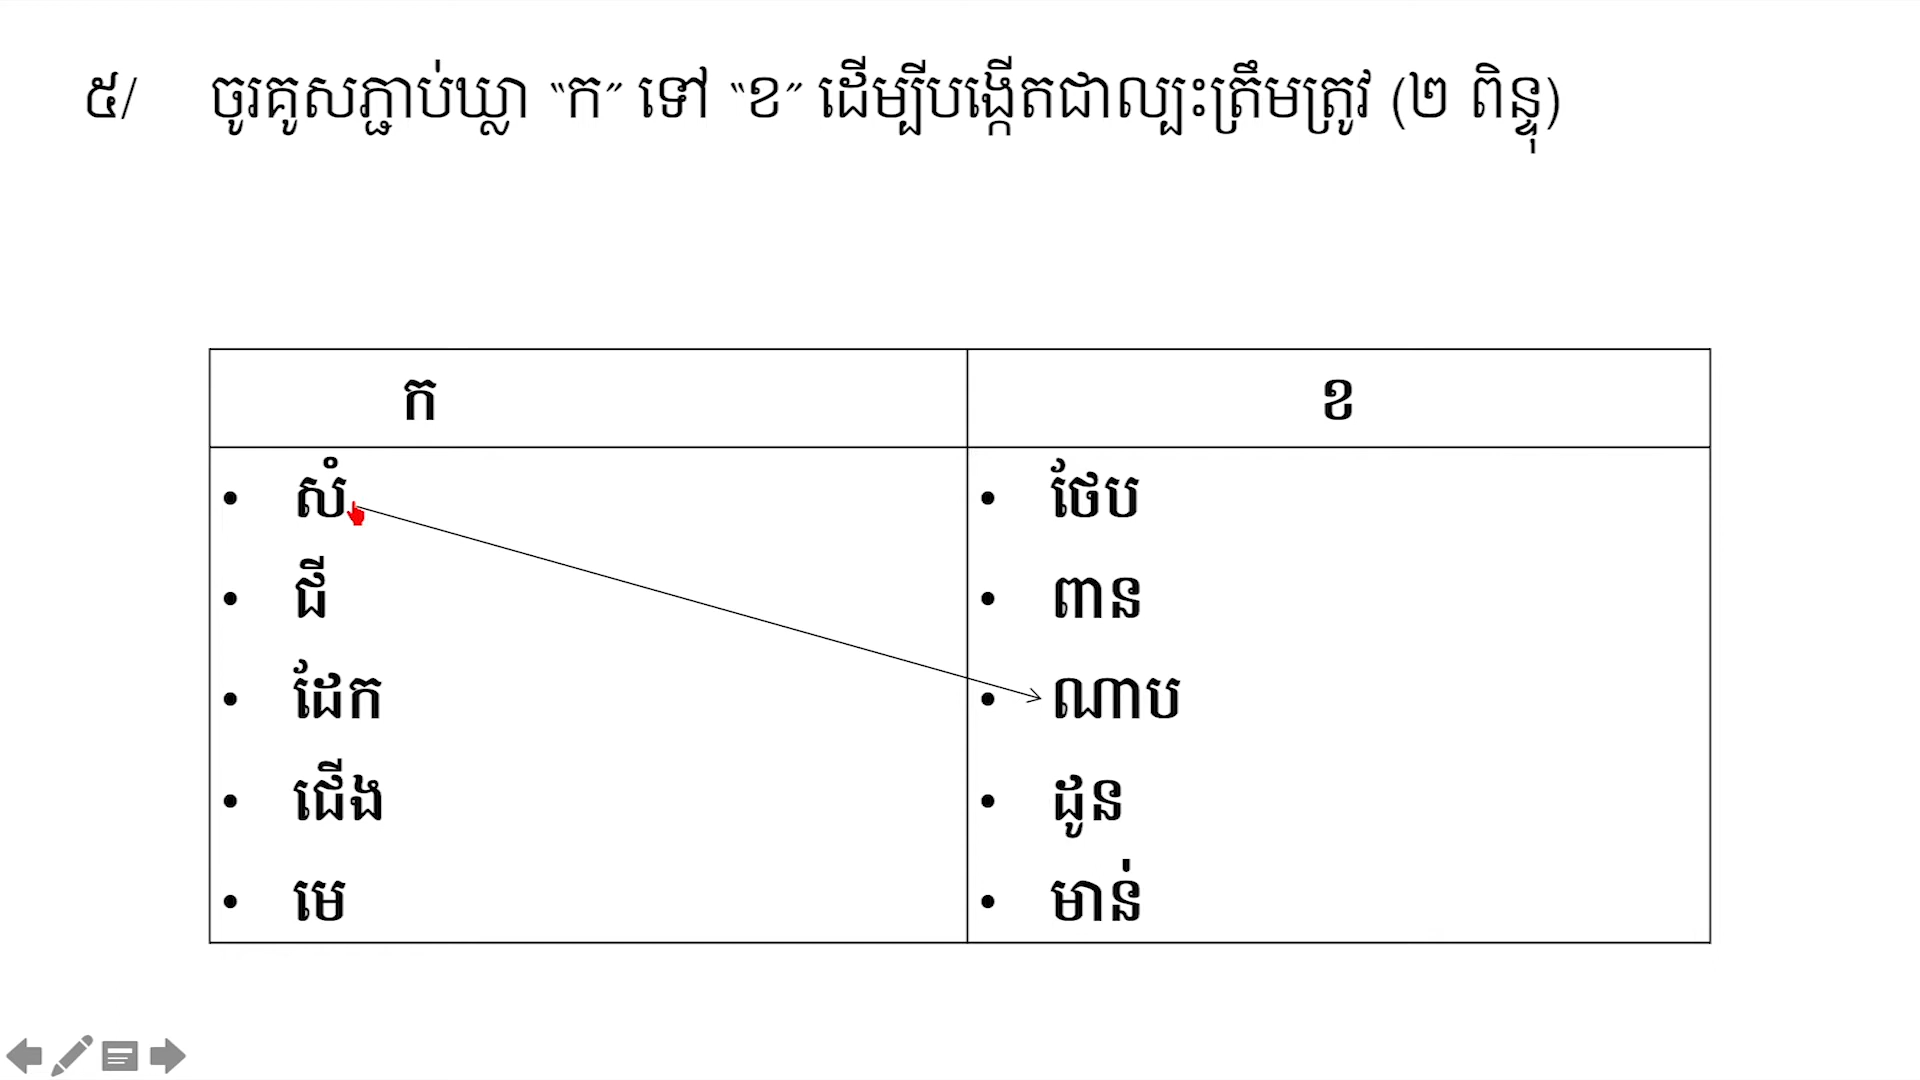 ៥/ ចូរគូសភ្ជាប់ឃ្លា “ក” ទៅ “ខ” ដើម្បីបង្កើតជាល្បះត្រឹមត្រូវ (២ ពិន្ទុ)
ក ខ
• សំ • ថែប
• ជី • ពាន
• ដែក • ណាប
• ជើង • ដូន
• មេ • មាន់